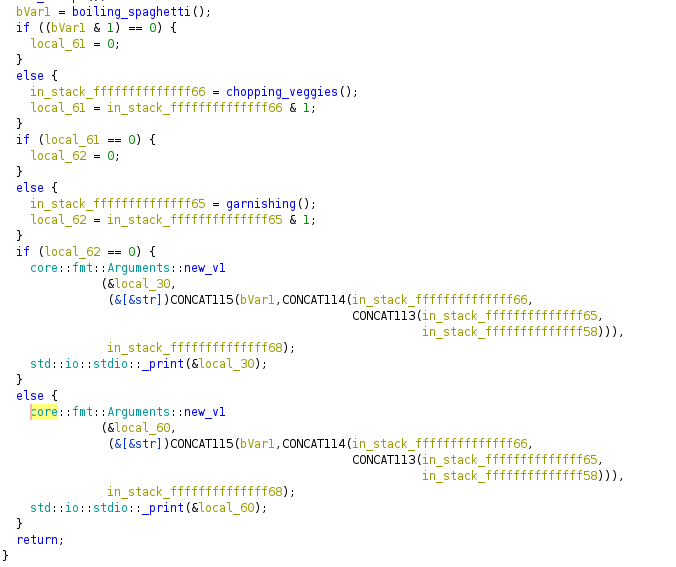 bVar1 = boiling_spaghetti();
if ((bVar1 & 1) == 0) {
local_61 = 0;
}
else {
in_stack_ffffffffffffff66 = chopping_veggies();
local_61 = in_stack_ffffffffffffff66 & 1;
}
if (local_61 == 0) {
local_62 = 0;
}
else {
in_stack_ffffffffffffff65 = garnishing();
local_62 = in_stack_ffffffffffffff65 & 1;
}
if (local_62 == 0) {
core::fmt::Arguments::new_v1
(&local_30,
(&[&str])CONCAT115(bVar1,CONCAT114(in_stack_ffffffffffffff66,
CONCAT113(in_stack_ffffffffffffff65,
in_stack_ffffffffffffff58))),
in_stack_ffffffffffffff68);
std::io::stdio::_print(&local_30);
}
else {
core::fmt::Arguments::new_v1
(&local_60,
(&[&str])CONCAT115(bVar1,CONCAT114(in_stack_ffffffffffffff66,
CONCAT113(in_stack_ffffffffffffff65,
in_stack_ffffffffffffff58))),
in_stack_ffffffffffffff68);
std::io::stdio::_print(&local_60);
}
return;
}